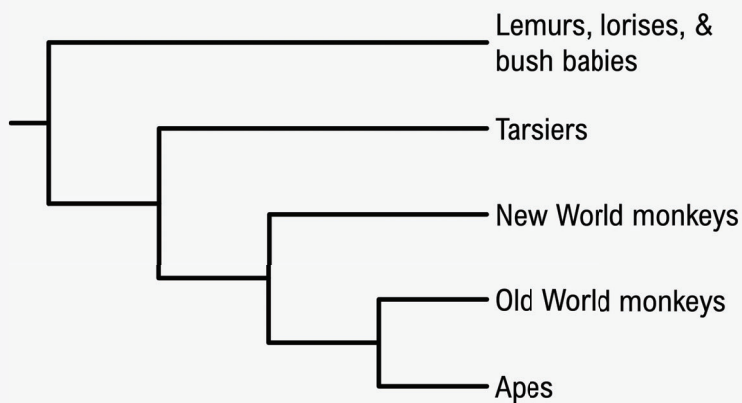 Lemurs, lorises, &
bush babies
Tarsiers
New World monkeys
Old World monkeys
Apes